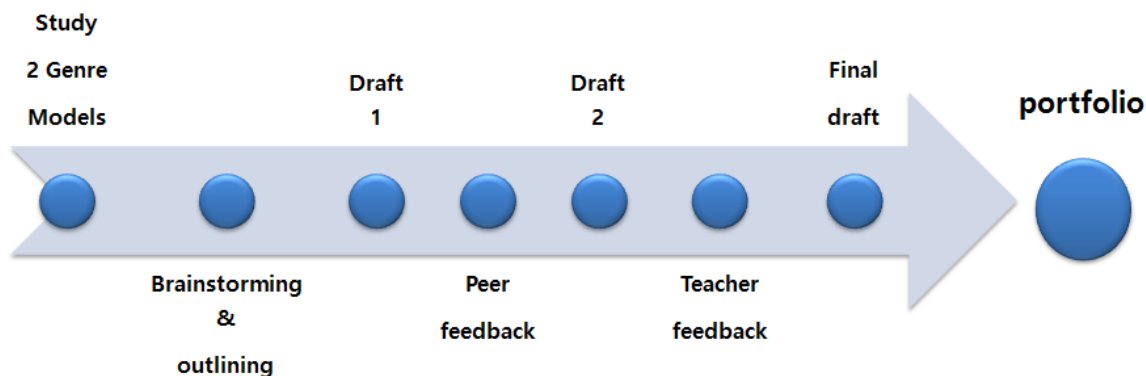 Study
2 Genre
Models
Brainstorming
&
outlining
Draft
1
Peer
feedback
Draft
2
Teacher
feedback
Final
draft
portfolio